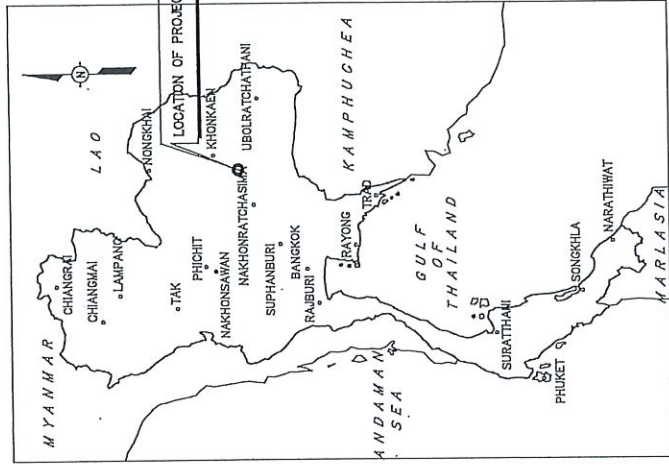 MYANMAR
LAO
CHIANGRAI
CHIANGMAI
LAMPANG
NONGKHAI
LOCATION OF PROJEC
TAK
PHICHIT
KHONKAEN
NAKHONSAWAN
NAKHONRATCHASIMA
UBOLRATCHATHANI
SUPHANBURI
BANGKOK
RAJBURI
RAYONG
TRAD
KAMPHUCHEA
GULF
OF
THAILAND
ANDAMAN
SEA
SURATTHANI
PHUKET
SONGKHLA
NARATHIWAT
MARLASIA
N